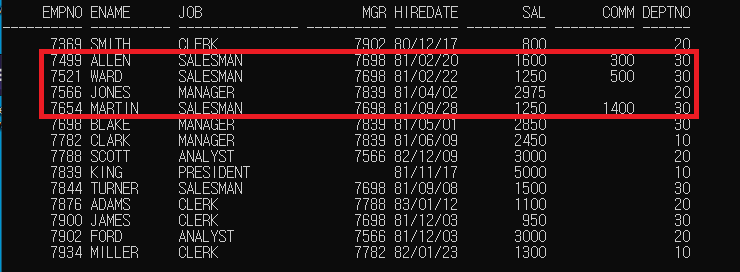 EMPNO ENAME JOB MGR HIREDATE SAL COMM DEPTNO
7369 SMITH CLERK 7902 80/12/17 800 20
7499 ALLEN SALESMAN 7698 81/02/20 1600 300 30
7521 WARD SALESMAN 7698 81/02/22 1250 500 30
7566 JONES MANAGER 7839 81/04/02 2975 20
7654 MARTIN SALESMAN 7698 81/09/28 1250 1400 30
7698 BLAKE MANAGER 7839 81/05/01 2850 30
7782 CLARK MANAGER 7839 81/06/09 2450 10
7788 SCOTT ANALYST 7566 82/12/09 3000 20
7839 KING PRESIDENT 81/11/17 5000 10
7844 TURNER SALESMAN 7698 81/09/08 1500 30
7876 ADAMS CLERK 7788 83/01/12 1100 20
7900 JAMES CLERK 7698 81/12/03 950 30
7902 FORD ANALYST 7566 81/12/03 3000 20
7934 MILLER CLERK 7782 82/01/23 1300 10